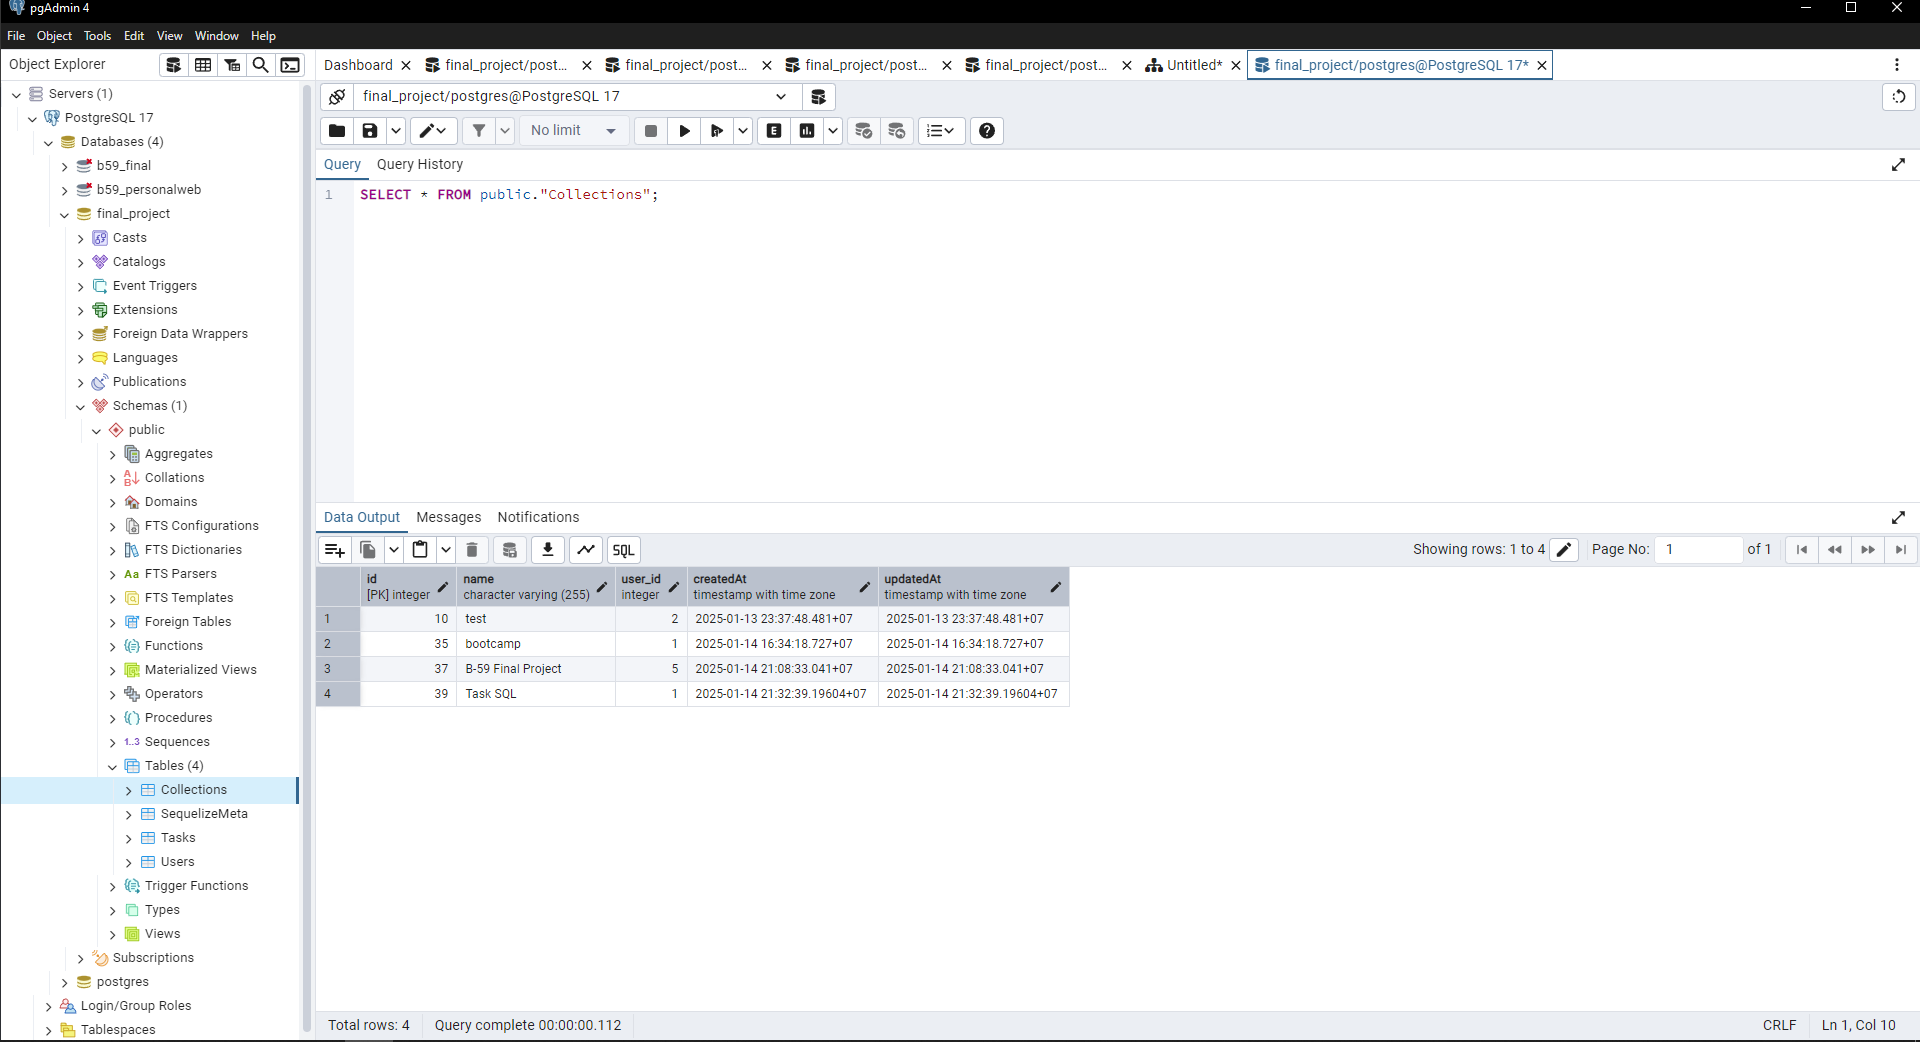 pgAdmin 4
File Object Tools Edit View Window Help
Object Explorer
Dashboard final_project/post... final_project/post... final_project/post... final_project/post... Untitled* final_project/postgres@PostgreSQL 17*
Servers (1)
PostgreSQL 17
Databases (4)
b59_final
b59_personalweb
final_project
Casts
Catalogs
Event Triggers
Extensions
Foreign Data Wrappers
Languages
Publications
Schemas (1)
public
Aggregates
Collations
Domains
FTS Configurations
FTS Dictionaries
Aa FTS Parsers
FTS Templates
Foreign Tables
Functions
Materialized Views
Operators
Procedures
1..3 Sequences
Tables (4)
Collections
SequelizeMeta
Tasks
Users
Trigger Functions
Types
Views
Subscriptions
postgres
Login/Group Roles
Tablespaces
final_project/postgres@PostgreSQL 17
No limit E
Query Query History
1 SELECT * FROM public."Collections";
Data Output Messages Notifications
SQL Showing rows: 1 to 4 Page No: 1 of 1
id name user_id createdAt updatedAt
[PK] integer character varying (255) integer timestamp with time zone timestamp with time zone
1 10 test 2 2025-01-13 23:37:48.481+07 2025-01-13 23:37:48.481+07
2 35 bootcamp 1 2025-01-14 16:34:18.727+07 2025-01-14 16:34:18.727+07
3 37 B-59 Final Project 5 2025-01-14 21:08:33.041+07 2025-01-14 21:08:33.041+07
4 39 Task SQL 1 2025-01-14 21:32:39.19604+07 2025-01-14 21:32:39.19604+07
Total rows: 4 Query complete 00:00:00.112 CRLF Ln 1, Col 10